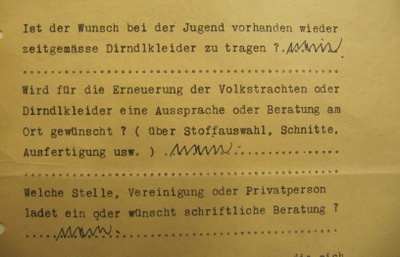 Ist der Wunsch bei der Jugend vorhanden wieder
zeitgemässe Dirndlkleider zu tragen ?.
Wird für die Erneuerung der Volkstrachten oder
Dirndlkleider eine Aussprache oder Beratung am
Ort gewünscht ? ( über Stoffauswahl, Schnitte,
Ausfertigung usw. )
Welche Stelle, Vereinigung oder Privatperson
ladet ein oder wünscht schriftliche Beratung ?